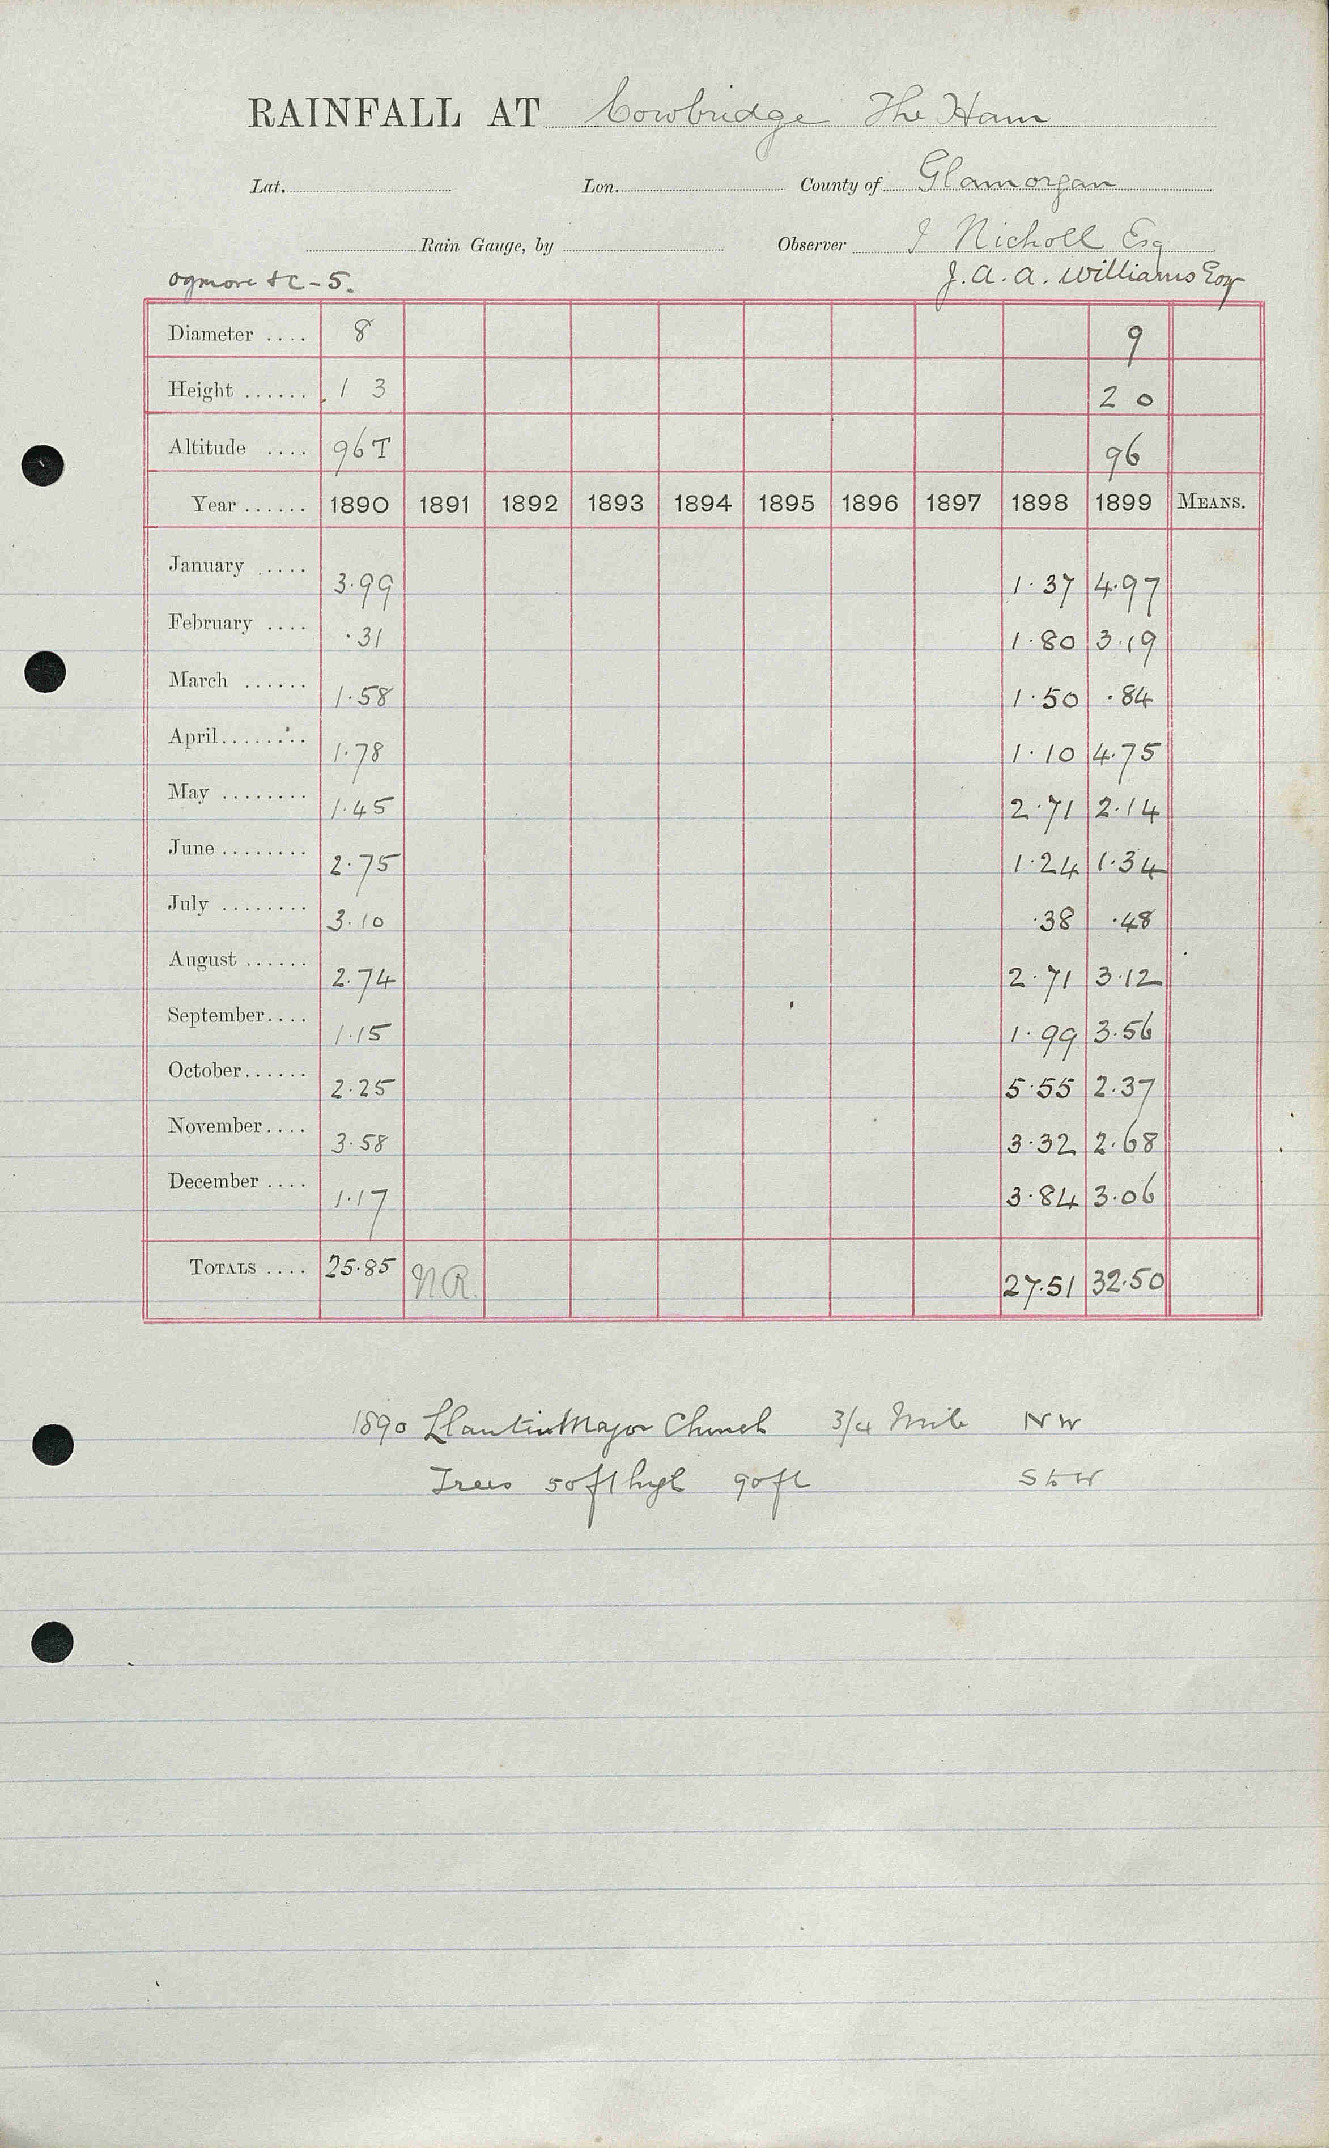 RAINFALL AT Cowbridge The Ham
Lat. Lon. County of Glamorgan
Rain Gauge, by Observer I Nicholl Esq
Ogmore &c - 5. J. A. A. Williams Esqr
Diameter .... 8 9
Height ...... 1 3 2 0
Altitude .... 96T 96
Year ...... 1890 1891 1892 1893 1894 1895 1896 1897 1898 1899 MEANS.
January ..... 3.99 1.37 4.97
February .... .31 1.80 3.19
March ...... 1.58 1.50 .84
April........ 1.78 1.10 4.75
May ........ 1.45 2.71 2.14
June ........ 2.75 1.24 1.34
July ........ 3.10 .38 .48
August ...... 2.74 2.71 3.12
September.... 1.15 1.99 3.56
October...... 2.25 5.55 2.37
November.... 3.58 3.32 2.68
December .... 1.17 3.84 3.06
TOTALS .... 25.85 NR 27.51 32.50
1890 Llantwit Major Church 3/4 Mile NW
Trees 50ft high 90ft S b W